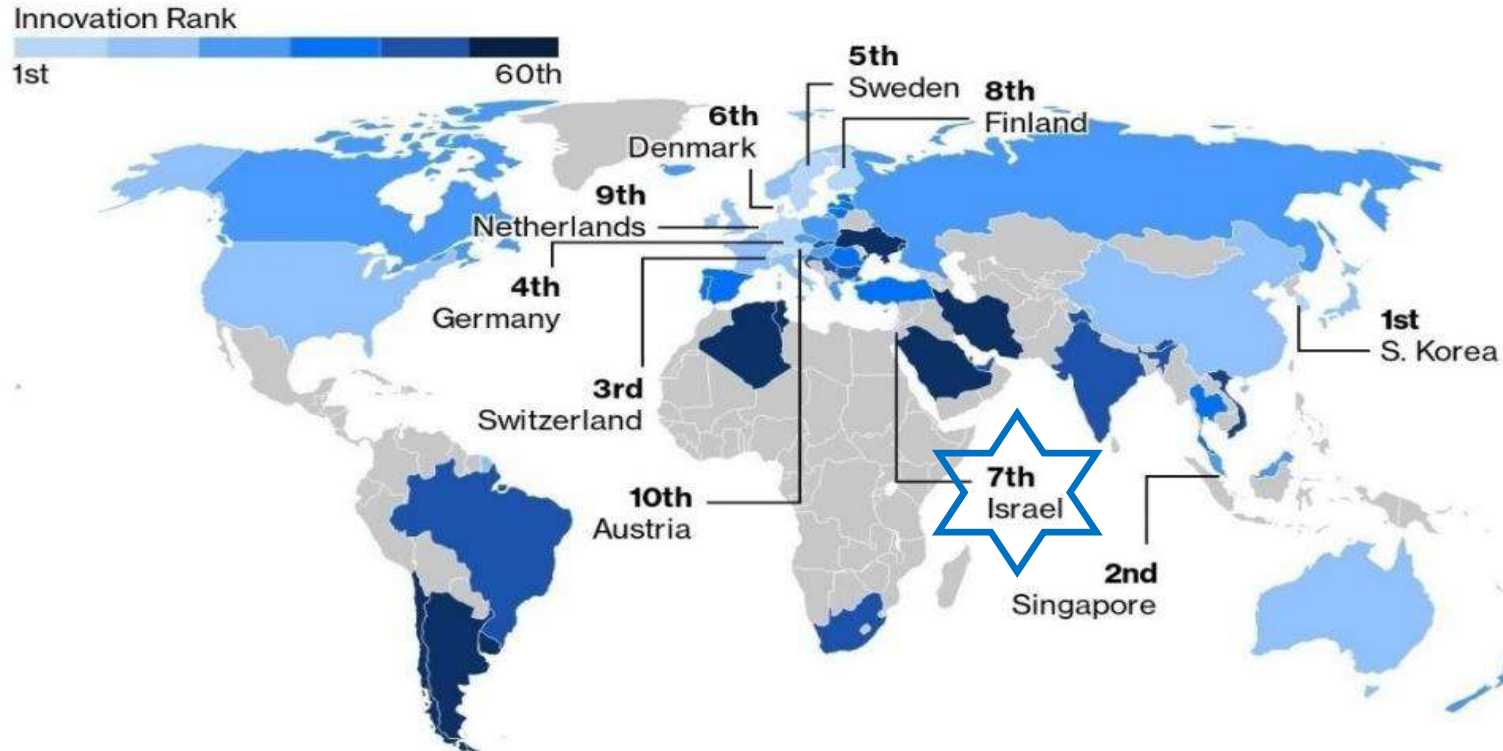 Innovation Rank
1st
60th
5th
Sweden
8th
Finland
6th
Denmark
9th
Netherlands
4th
Germany
1st
S. Korea
3rd
Switzerland
7th
Israel
10th
Austria
2nd
Singapore